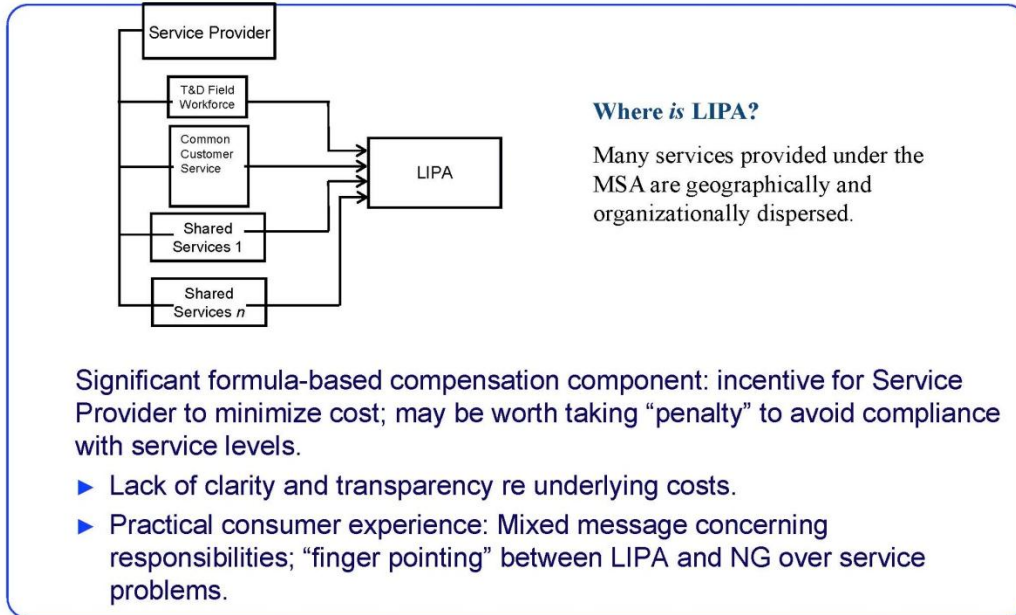 Service Provider
T&D Field
Workforce
Common
Customer
Service
Shared
Services 1
Shared
Services n
LIPA
Where is LIPA?
Many services provided under the
MSA are geographically and
organizationally dispersed.
Significant formula-based compensation component: incentive for Service
Provider to minimize cost; may be worth taking “penalty” to avoid compliance
with service levels.
► Lack of clarity and transparency re underlying costs.
► Practical consumer experience: Mixed message concerning
responsibilities; “finger pointing” between LIPA and NG over service
problems.